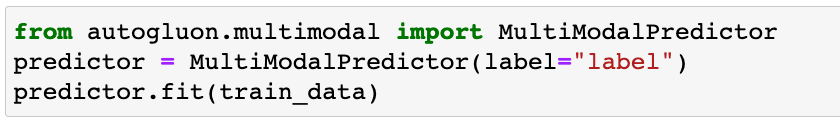 from autogluon.multimodal import MultiModalPredictor
predictor = MultiModalPredictor(label="label")
predictor.fit(train_data)